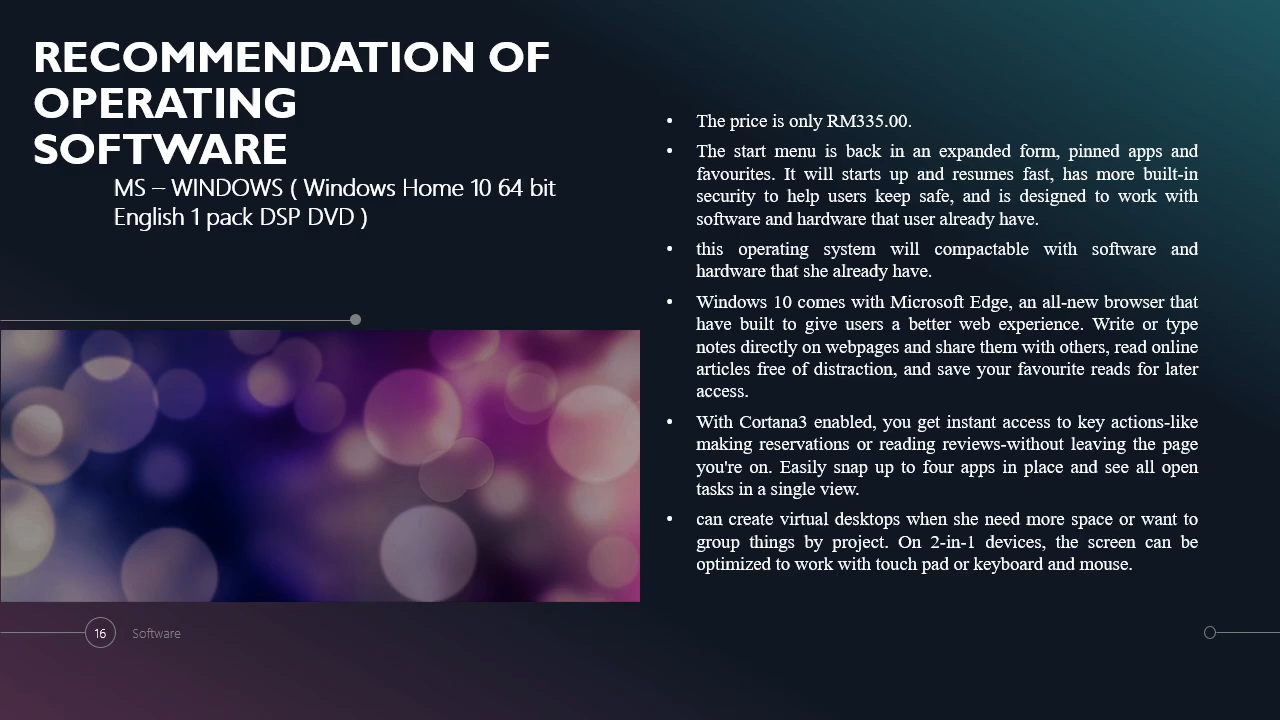 RECOMMENDATION OF
OPERATING
SOFTWARE
MS – WINDOWS ( Windows Home 10 64 bit
English 1 pack DSP DVD )
• The price is only RM335.00.
• The start menu is back in an expanded form, pinned apps and
favourites. It will starts up and resumes fast, has more built-in
security to help users keep safe, and is designed to work with
software and hardware that user already have.
• this operating system will compactable with software and
hardware that she already have.
• Windows 10 comes with Microsoft Edge, an all-new browser that
have built to give users a better web experience. Write or type
notes directly on webpages and share them with others, read online
articles free of distraction, and save your favourite reads for later
access.
• With Cortana3 enabled, you get instant access to key actions-like
making reservations or reading reviews-without leaving the page
you're on. Easily snap up to four apps in place and see all open
tasks in a single view.
• can create virtual desktops when she need more space or want to
group things by project. On 2-in-1 devices, the screen can be
optimized to work with touch pad or keyboard and mouse.
16 Software